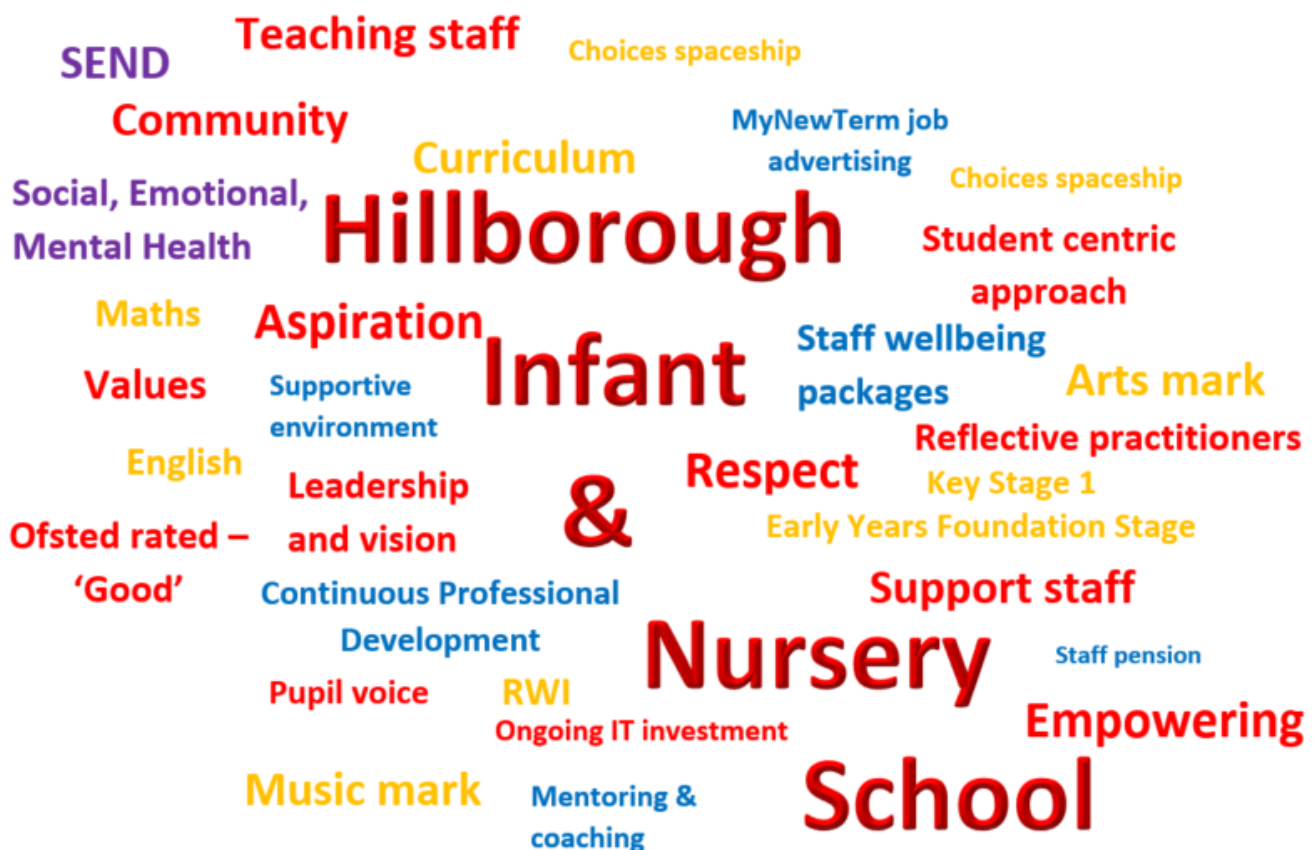 Teaching staff
Choices spaceship
SEND
Community
MyNewTerm job
advertising
Curriculum
Choices spaceship
Social, Emotional,
Mental Health
Hillborough
Student centric
approach
Maths
Aspiration
Infant
Staff wellbeing
packages
Values
Supportive
environment
Arts mark
English
Reflective practitioners
Leadership
and vision
&
Respect
Key Stage 1
Early Years Foundation Stage
Ofsted rated –
‘Good’
Continuous Professional
Development
Support staff
Nursery
Staff pension
Pupil voice
RWI
Ongoing IT investment
Empowering
Music mark
Mentoring &
coaching
School